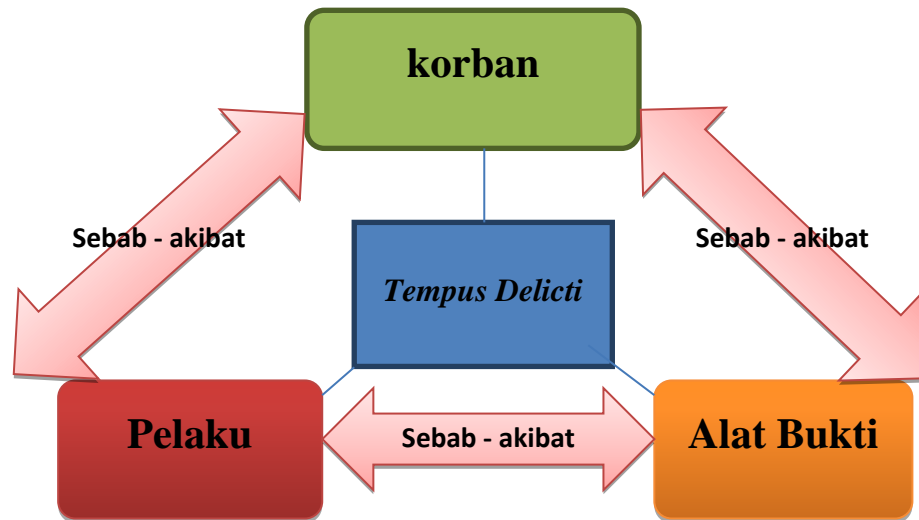 korban
Sebab - akibat
Sebab - akibat
Tempus Delicti
Pelaku
Sebab - akibat
Alat Bukti